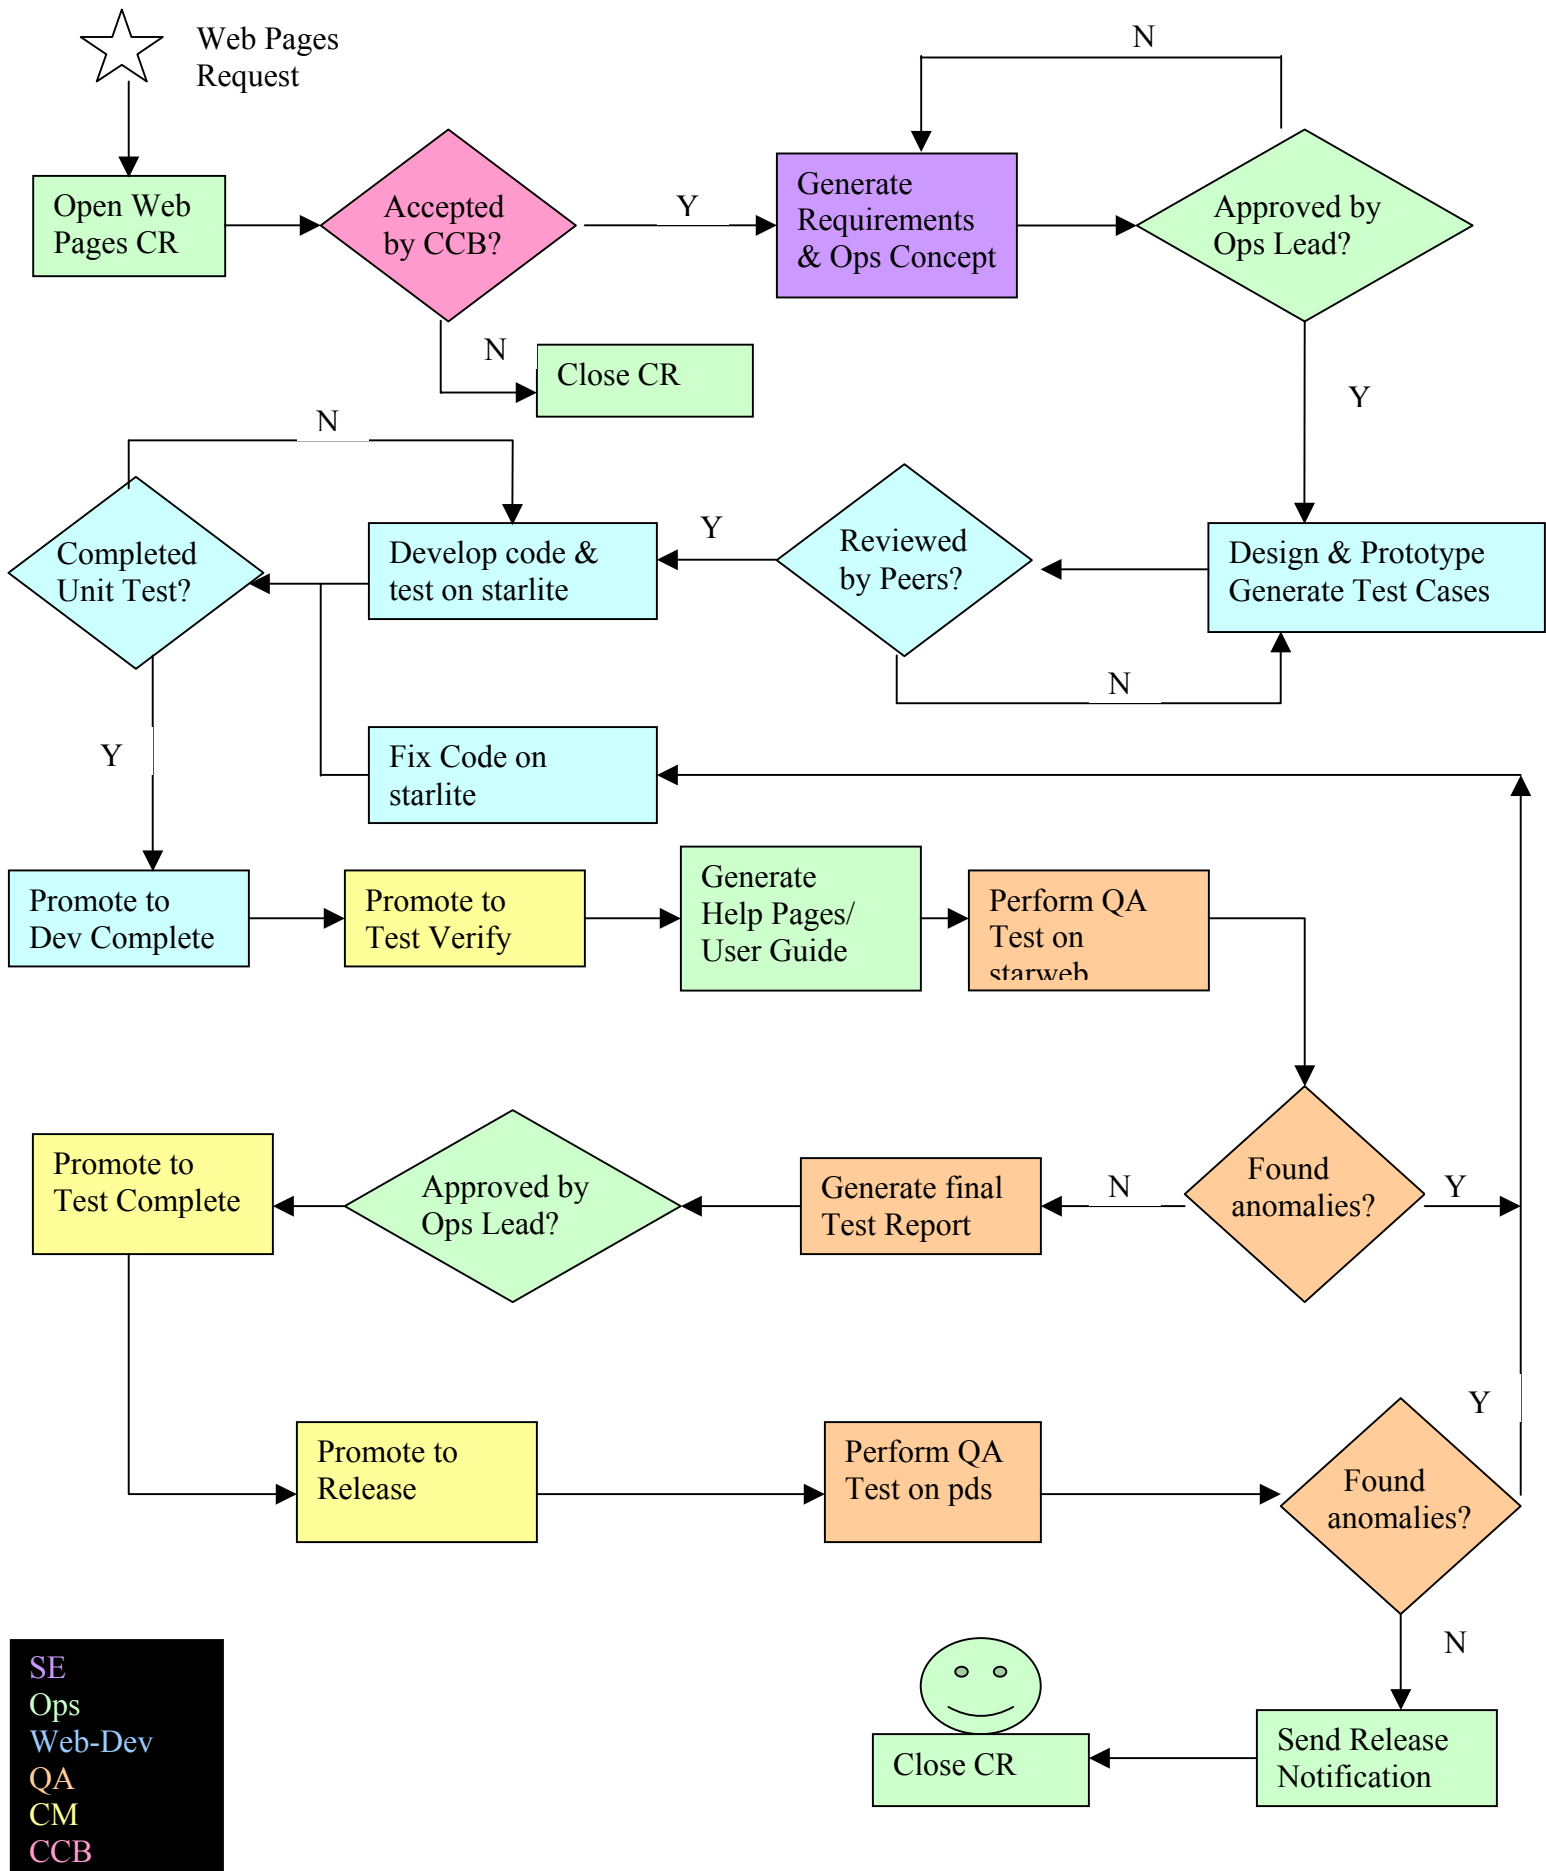 Web Pages
Request
N
Open Web
Pages CR
Accepted
by CCB?
Y
Generate
Requirements
& Ops Concept
Approved by
Ops Lead?
N
Close CR
Y
N
Completed
Unit Test?
Develop code &
test on starlite
Y
Reviewed
by Peers?
Design & Prototype
Generate Test Cases
N
Y
Fix Code on
starlite
Promote to
Dev Complete
Promote to
Test Verify
Generate
Help Pages/
User Guide
Perform QA
Test on
starweb
Promote to
Test Complete
Approved by
Ops Lead?
Generate final
Test Report
N
Found
anomalies?
Y
Promote to
Release
Perform QA
Test on pds
Found
anomalies?
Y
N
SE
Ops
Web-Dev
QA
CM
CCB
Close CR
Send Release
Notification